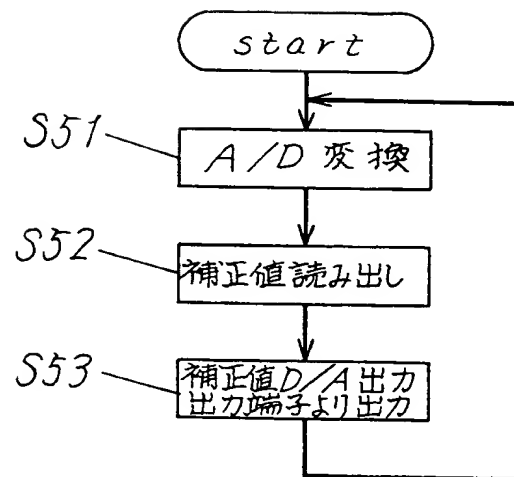 start
S51
A/D 変換
S52
補正値読み出し
S53
補正値D/A出力
出力端子より出力